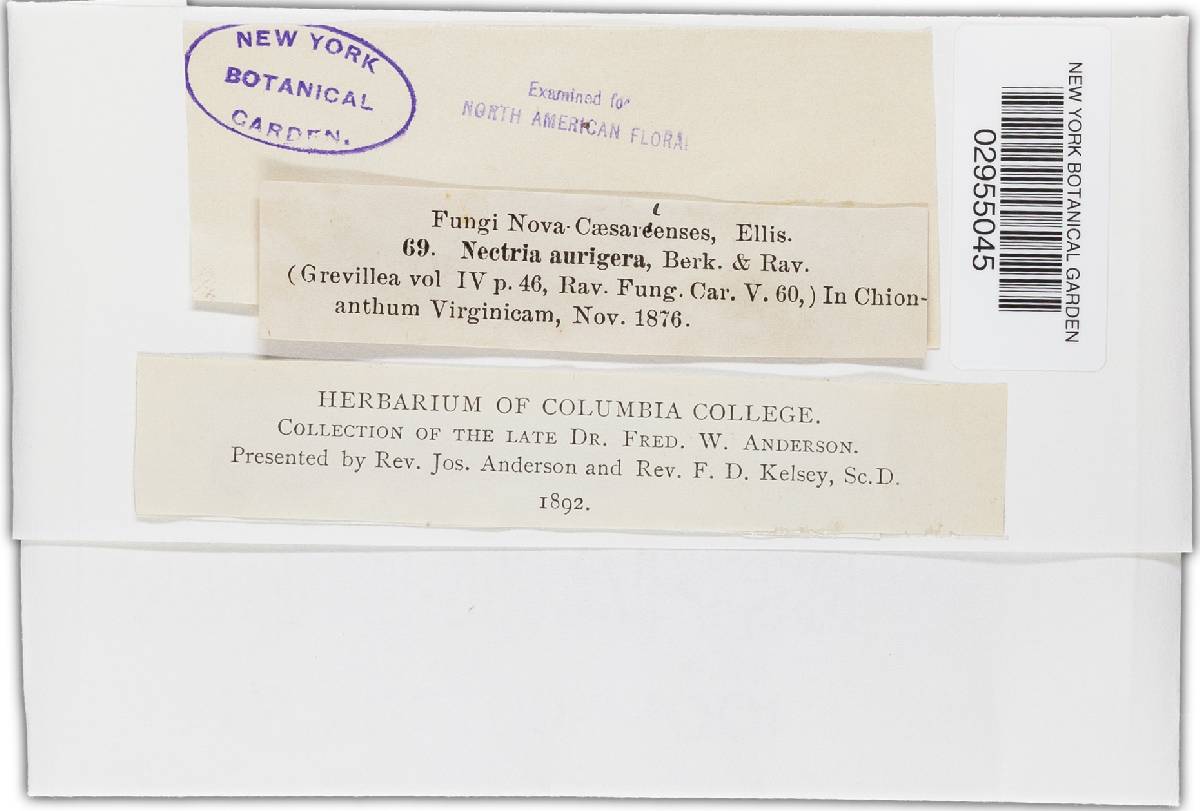 NEW YORK
BOTANICAL
GARDEN.
Examined for
NORTH AMERICAN FLORA
Fungi Nova-Cæsareenses, Ellis.
i
69. Nectria aurigera, Berk. & Rav.
(Grevillea vol IV p. 46, Rav. Fung. Car. V. 60,) In Chion-
anthum Virginicam, Nov. 1876.
HERBARIUM OF COLUMBIA COLLEGE.
COLLECTION OF THE LATE DR. FRED. W. ANDERSON.
Presented by Rev. Jos. Anderson and Rev. F. D. Kelsey, Sc.D.
1892.
NEW YORK BOTANICAL GARDEN
02955045